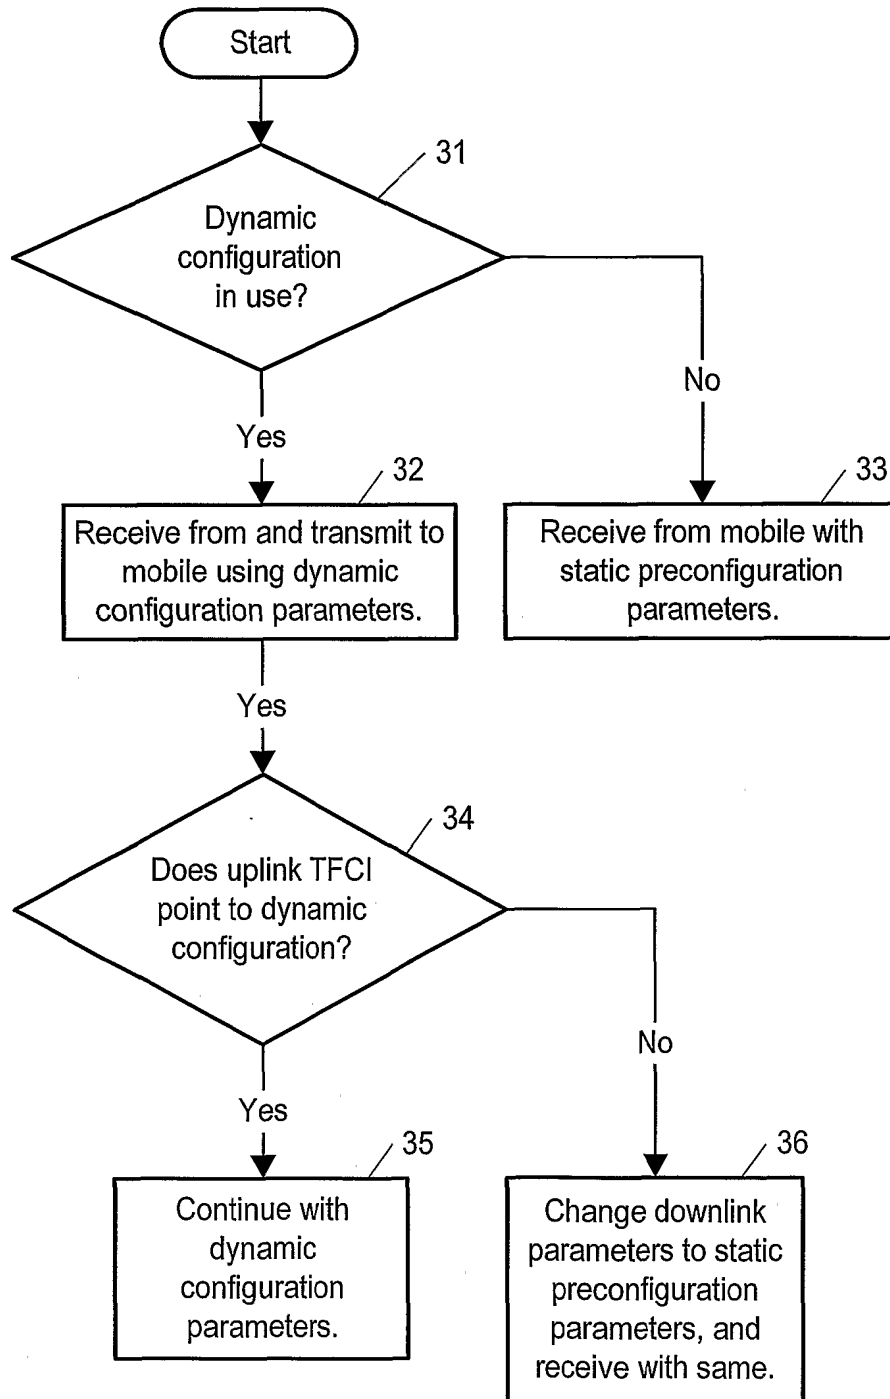 Start
31
Dynamic
configuration
in use?
No
Yes
32
33
Receive from and transmit to
mobile using dynamic
configuration parameters.
Receive from mobile with
static preconfiguration
parameters.
Yes
34
Does uplink TFCI
point to dynamic
configuration?
No
Yes
35
36
Continue with
dynamic
configuration
parameters.
Change downlink
parameters to static
preconfiguration
parameters, and
receive with same.